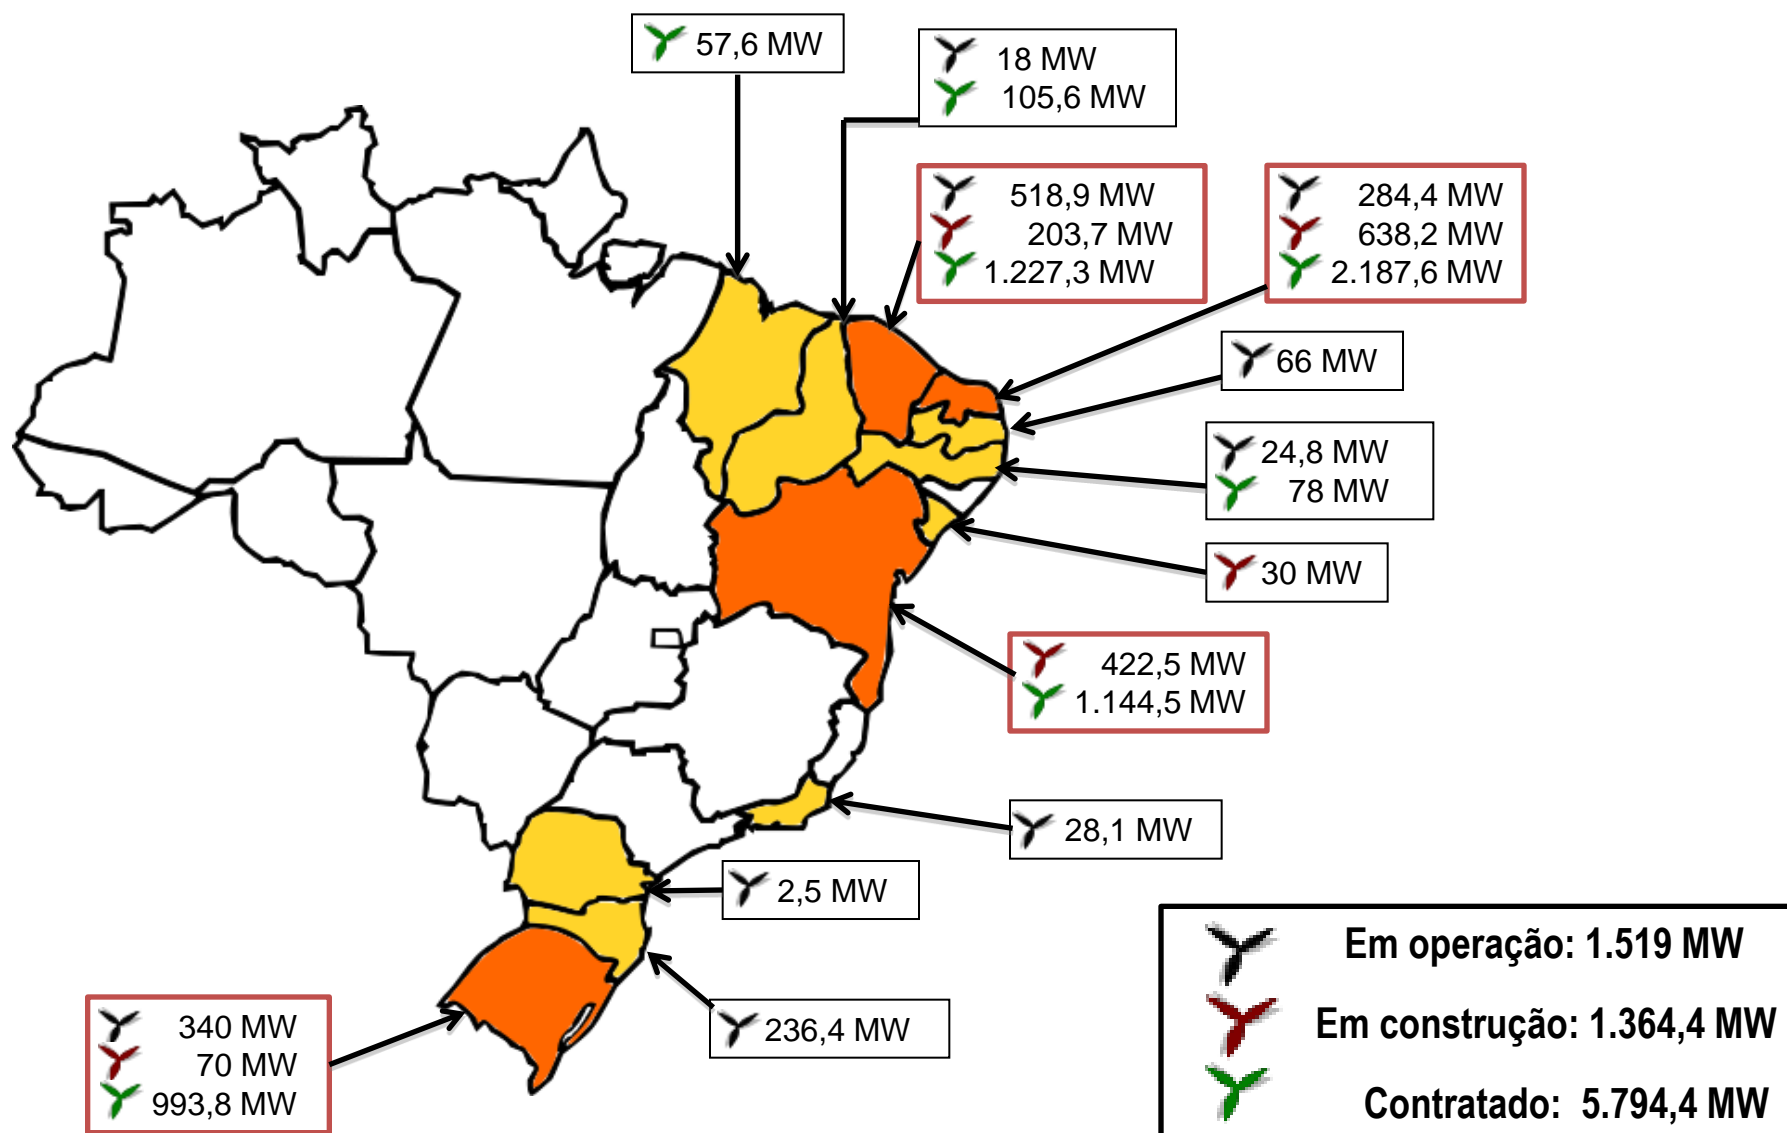 57,6 MW
18 MW
105,6 MW
518,9 MW
203,7 MW
1.227,3 MW
284,4 MW
638,2 MW
2.187,6 MW
66 MW
24,8 MW
78 MW
30 MW
422,5 MW
1.144,5 MW
28,1 MW
2,5 MW
236,4 MW
340 MW
70 MW
993,8 MW
Em operação: 1.519 MW
Em construção: 1.364,4 MW
Contratado: 5.794,4 MW